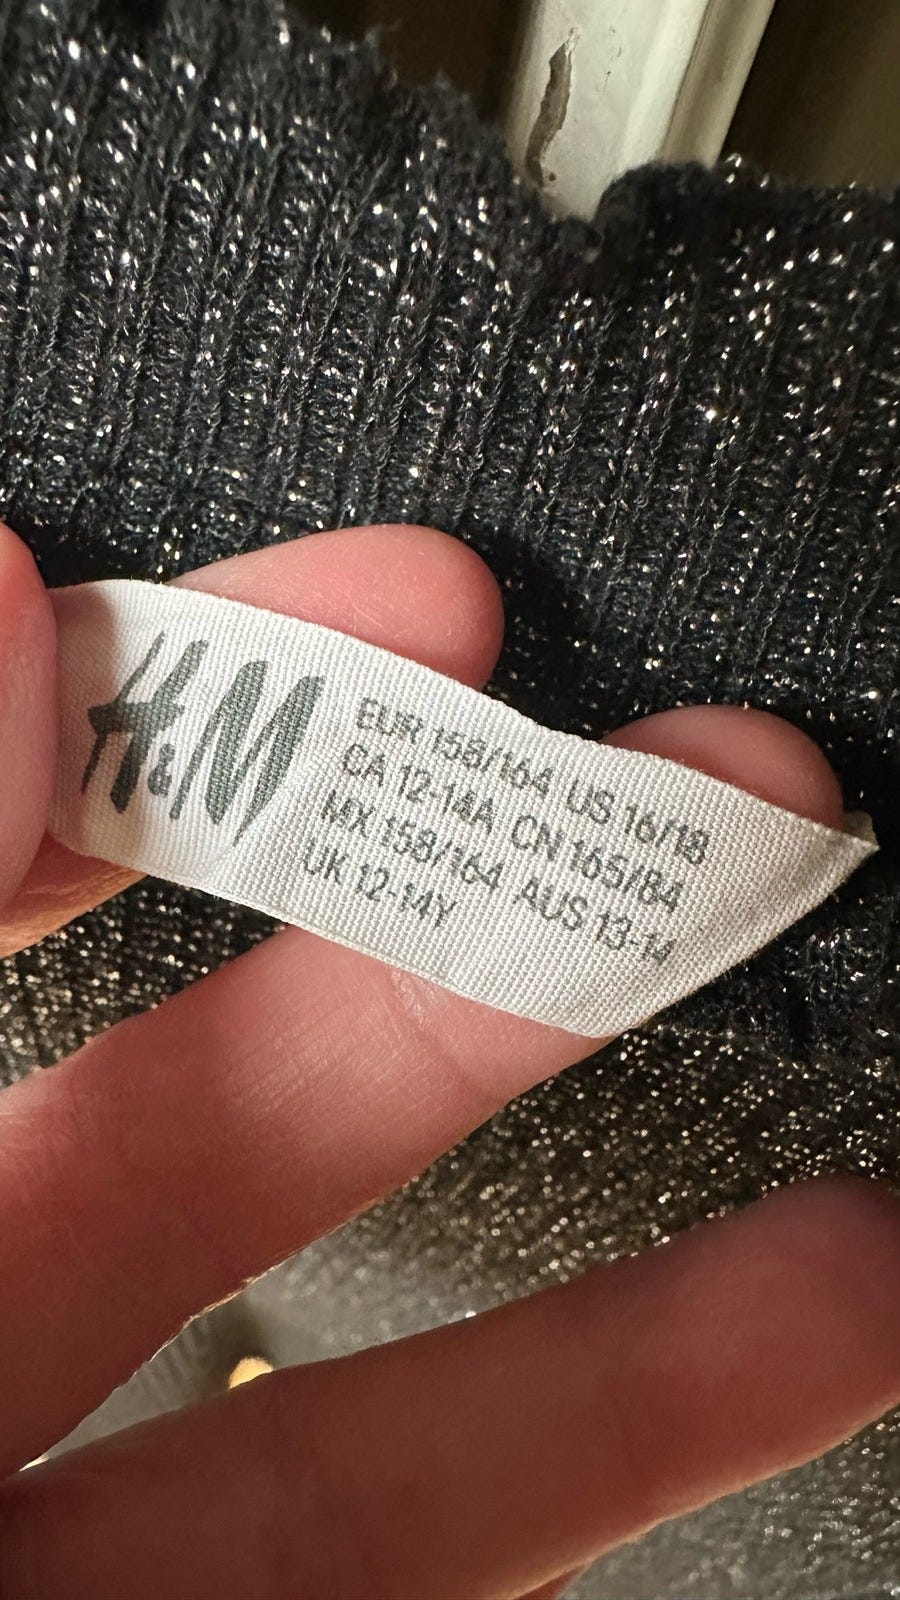 H&M
EUR 158/164 US 16/18
CA 12-14A CN 165/84
MX 158/164 AUS 13-14
UK 12-14Y